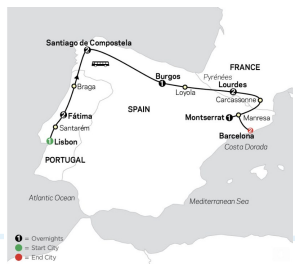 Santiago de Compostela
2
Burgos
1
Pyrénées
FRANCE
Lourdes
2
Loyola
Carcassonne
Braga
SPAIN
Montserrat 1
Manresa
Fátima
2
Santarém
Barcelona
2
Costa Dorada
1 Lisbon
PORTUGAL
Atlantic Ocean
Mediterranean Sea
1 = Overnights
= Start City
= End City